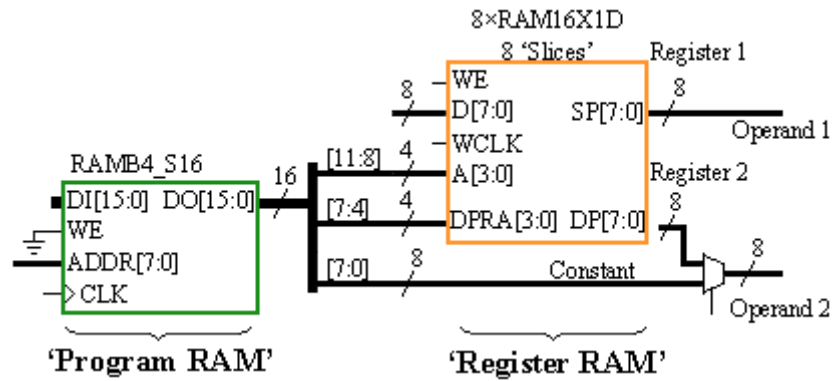 8×RAM16X1D
8 ‘Slices’
Register 1
WE
8
D[7:0]
SP[7:0]
8
Operand 1
WCLK
RAMB4_S16
16
[11:8]
4
A[3:0]
Register 2
DI[15:0]
DO[15:0]
[7:4]
4
DPRA[3:0]
DP[7:0]
8
WE
ADDR[7:0]
[7:0]
8
Constant
8
CLK
Operand 2
‘Program RAM’
‘Register RAM’